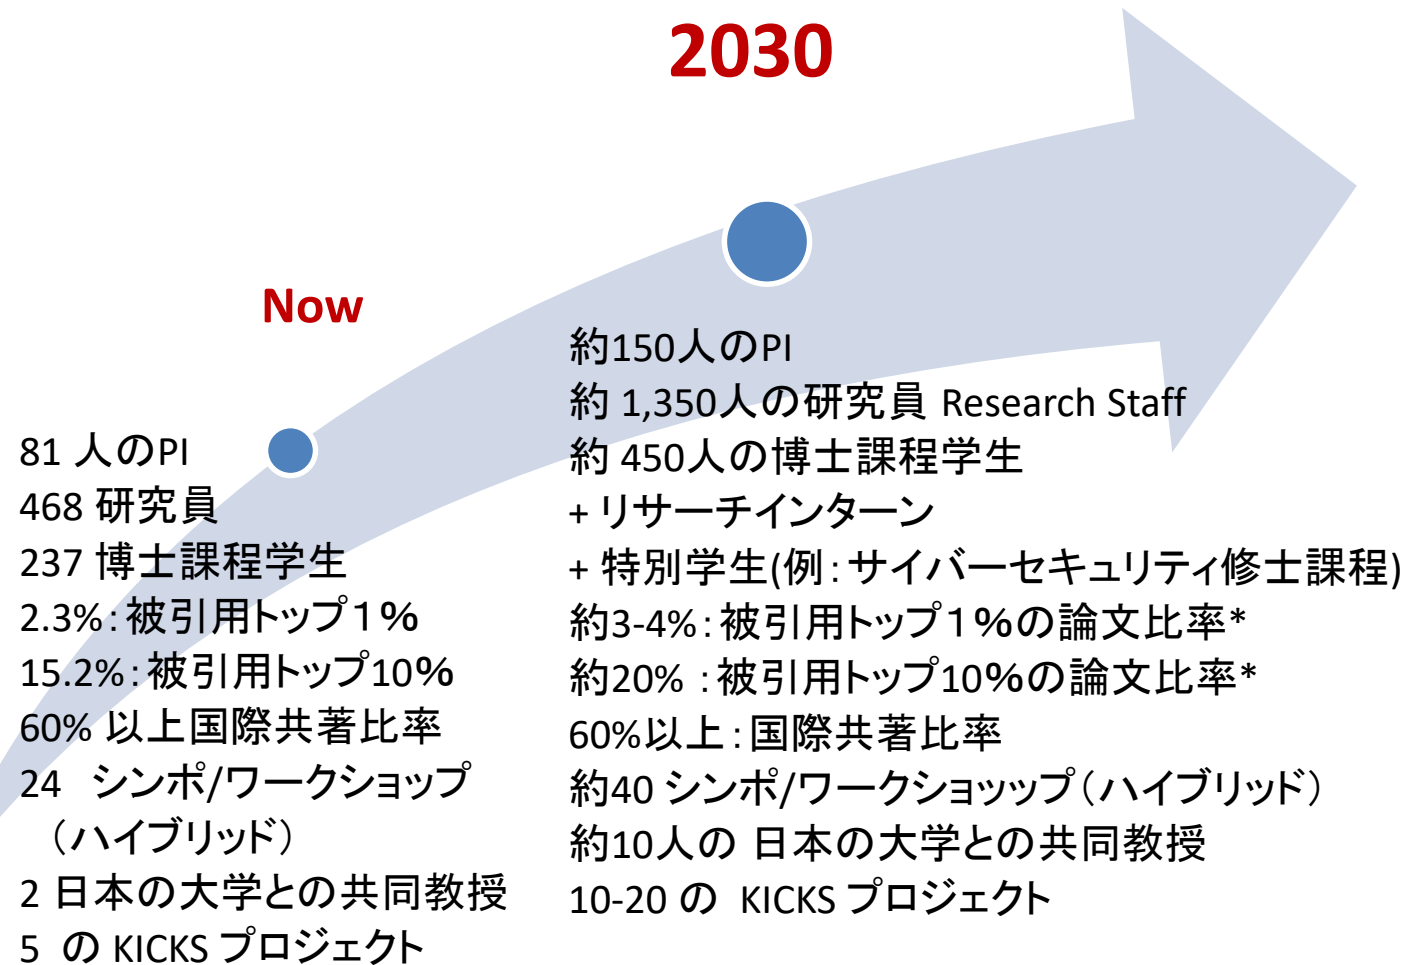 2030
Now
81 人のPI
468 研究員
237 博士課程学生
2.3%：被引用トップ１％
15.2%：被引用トップ10％
60% 以上国際共著比率
24　シンポ/ワークショップ
（ハイブリッド）
2 日本の大学との共同教授
5 の KICKS プロジェクト
約150人のPI
約 1,350人の研究員 Research Staff
約 450人の博士課程学生
+ リサーチインターン
+ 特別学生(例：サイバーセキュリティ修士課程)
約3-4%：被引用トップ１％の論文比率*
約20% ：被引用トップ10％の論文比率*
60%以上：国際共著比率
約40 シンポ/ワークショッップ（ハイブリッド）
約10人の 日本の大学との共同教授
10-20 の KICKS プロジェクト